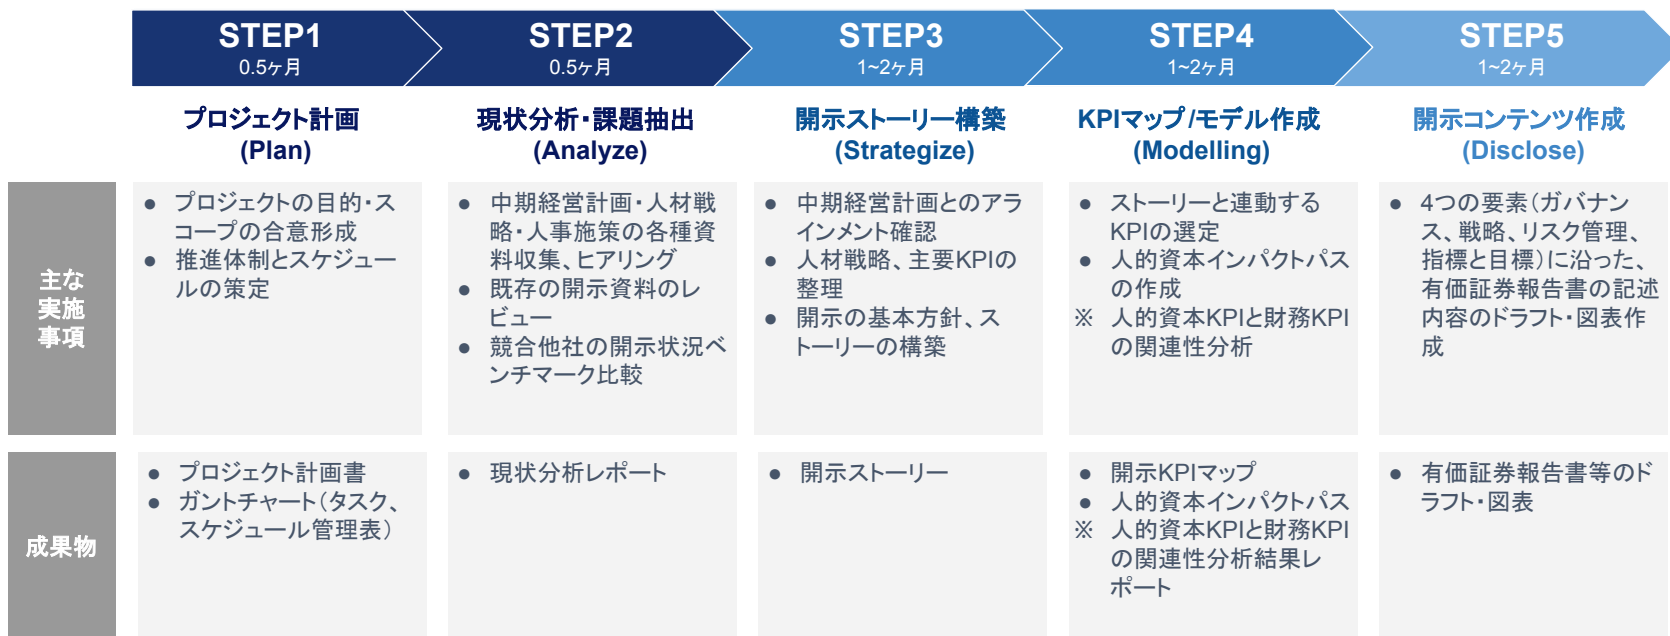 STEP1
0.5ヶ月
STEP2
0.5ヶ月
STEP3
1~2ヶ月
STEP4
1~2ヶ月
STEP5
1~2ヶ月
プロジェクト計画
(Plan)
現状分析・課題抽出
(Analyze)
開示ストーリー構築
(Strategize)
KPIマップ/モデル作成
(Modelling)
開示コンテンツ作成
(Disclose)
主な
実施
事項
● プロジェクトの目的・ス
コープの合意形成
● 推進体制とスケジュー
ルの策定
● 中期経営計画・人材戦
略・人事施策の各種資
料収集、ヒアリング
● 既存の開示資料のレ
ビュー
● 競合他社の開示状況ベ
ンチマーク比較
● 中期経営計画とのアラ
インメント確認
● 人材戦略、主要KPIの
整理
● 開示の基本方針、ス
トーリーの構築
● ストーリーと連動する
KPIの選定
● 人的資本インパクトパス
の作成
※ 人的資本KPIと財務KPI
の関連性分析
● 4つの要素（ガバナン
ス、戦略、リスク管理、
指標と目標）に沿った、
有価証券報告書の記述
内容のドラフト・図表作
成
成果物
● プロジェクト計画書
● ガントチャート（タスク、
スケジュール管理表）
● 現状分析レポート
● 開示ストーリー
● 開示KPIマップ
● 人的資本インパクトパス
※ 人的資本KPIと財務KPI
の関連性分析結果レ
ポート
● 有価証券報告書等のド
ラフト・図表